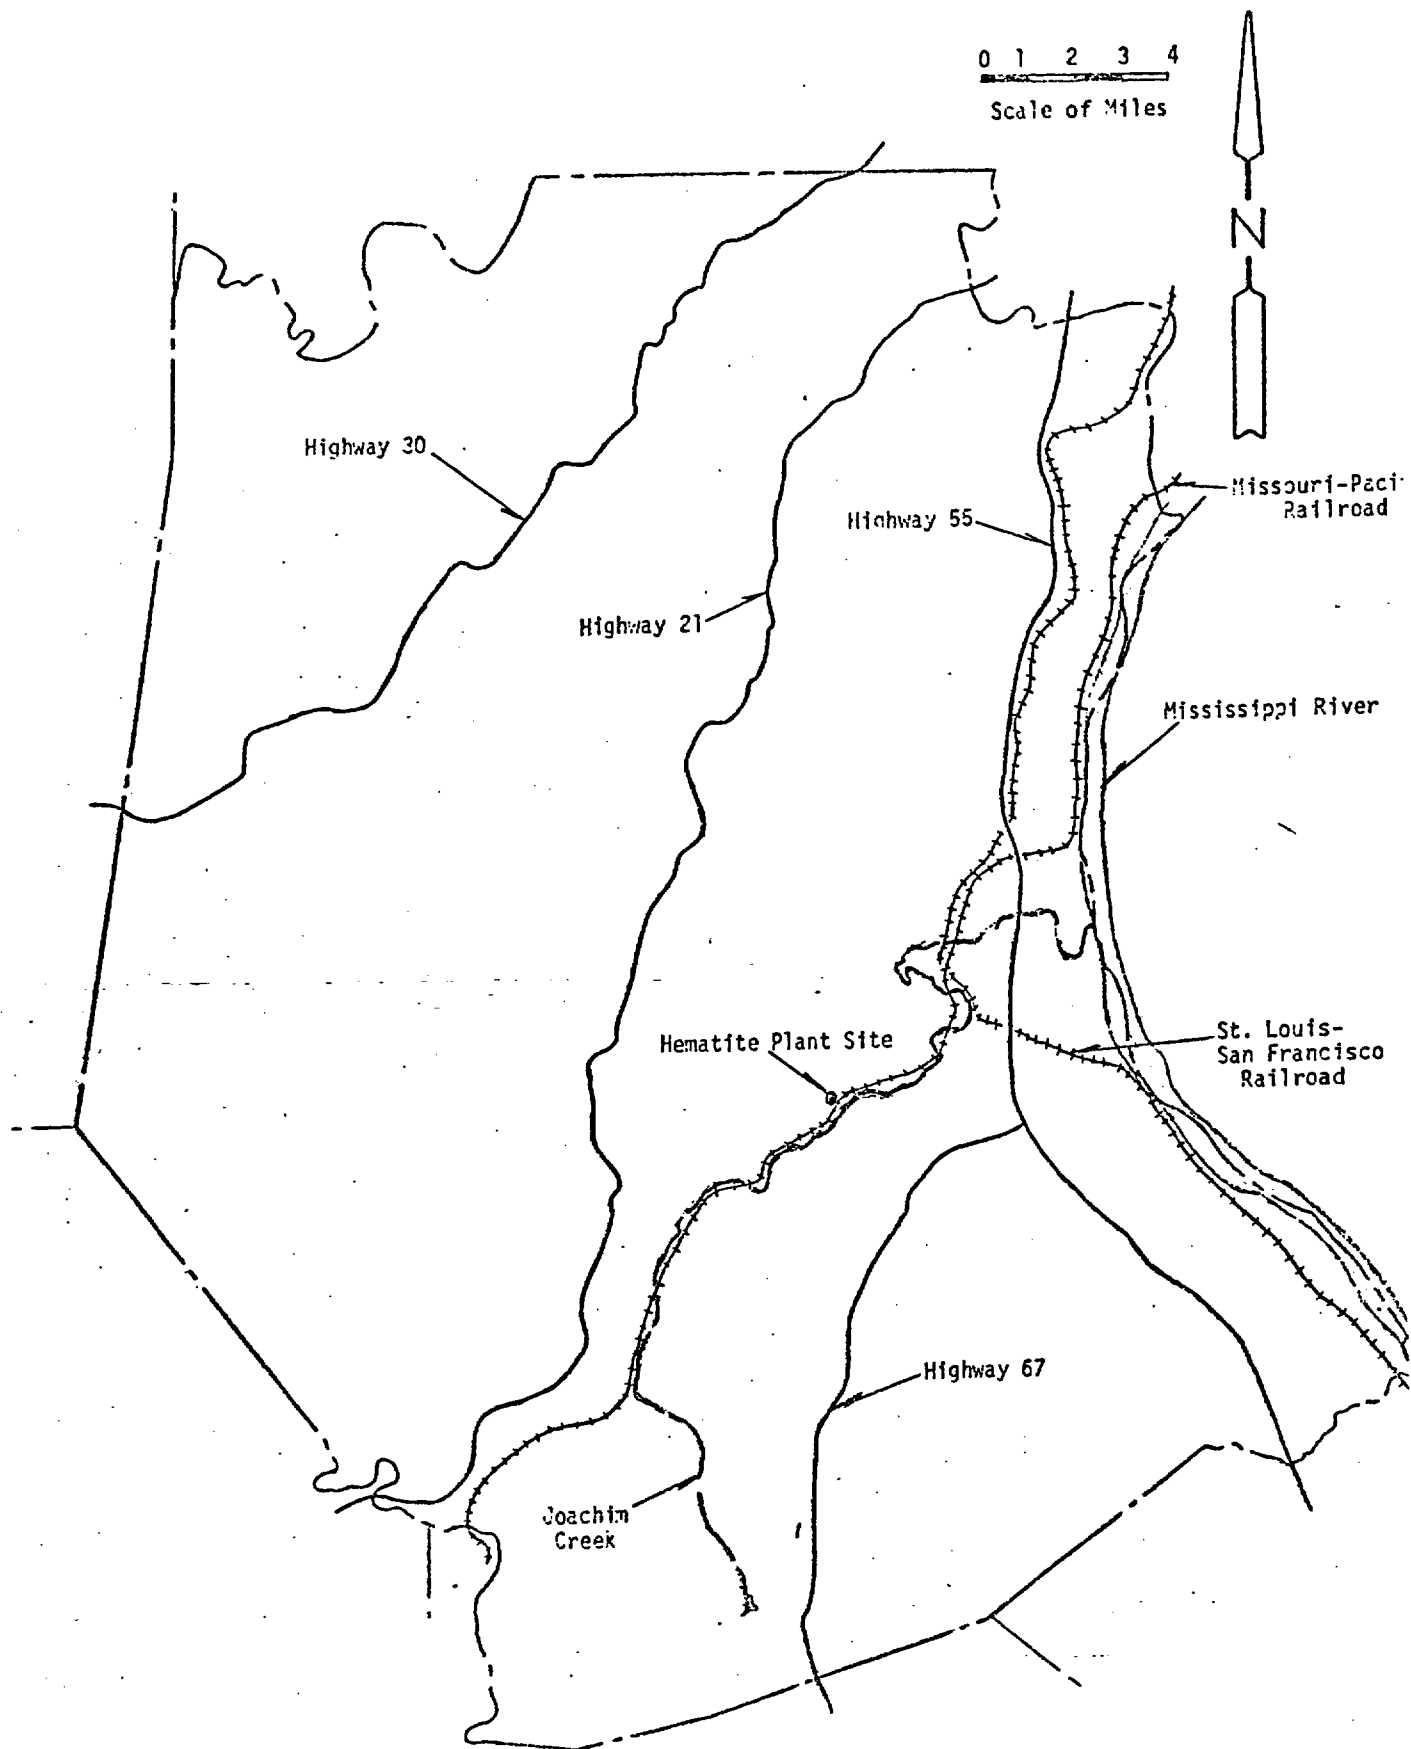 0 1 2 3 4
Scale of Miles
N
Highway 30
Highway 55
Missouri-Paci
Railroad
Highway 21
Mississippi River
Hematite Plant Site
St. Louis-
San Francisco
Railroad
Highway 67
Joachim
Creek